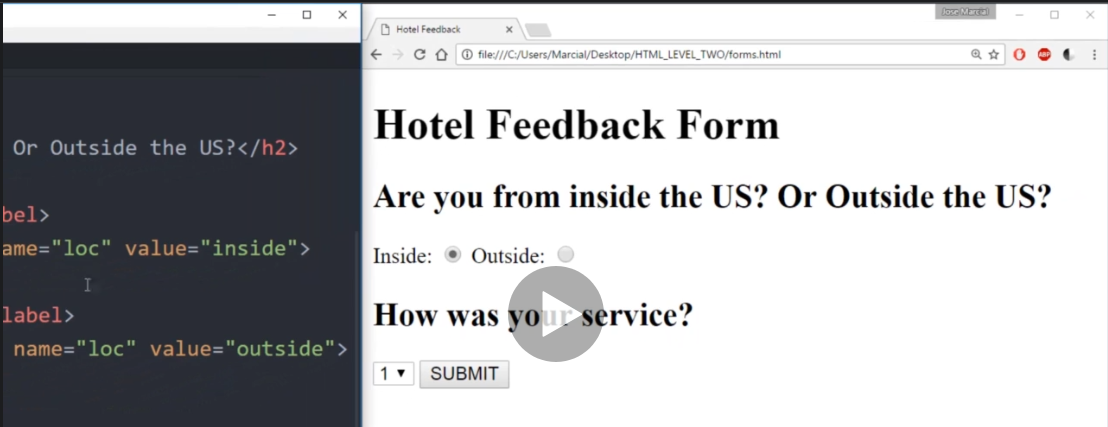 Jose Marcial
Hotel Feedback
file:///C:/Users/Marcial/Desktop/HTML_LEVEL_TWO/forms.html
Or Outside the US?</h2>
bel>
ame="loc" value="inside">
label>
name="loc" value="outside">
Hotel Feedback Form
Are you from inside the US? Or Outside the US?
Inside: Outside:
How was your service?
1 SUBMIT
ABP